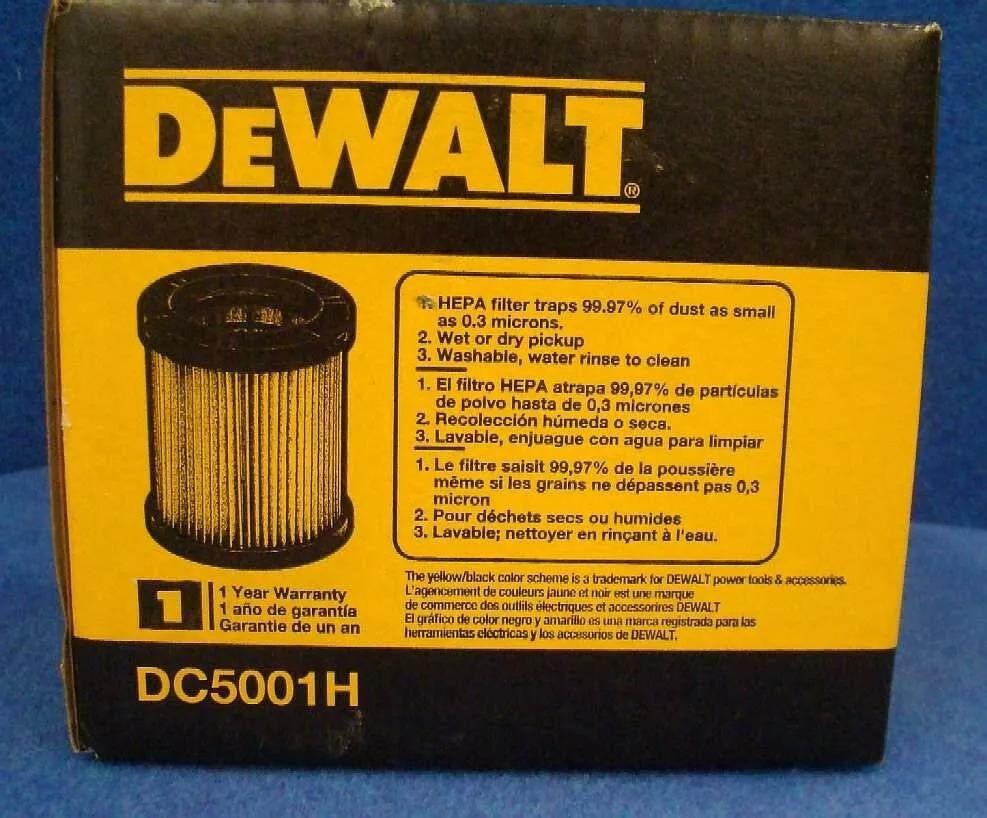 DEWALT®
1. HEPA filter traps 99.97% of dust as small
as 0.3 microns.
2. Wet or dry pickup
3. Washable, water rinse to clean
1. El filtro HEPA atrapa 99,97% de partículas
de polvo hasta de 0,3 micrones
2. Recolección húmeda o seca.
3. Lavable, enjuague con agua para limpiar
1. Le filtre saisit 99,97% de la poussière
même si les grains ne dépassent pas 0,3
micron
2. Pour déchets secs ou humides
3. Lavable; nettoyer en rinçant à l'eau.
1
1 Year Warranty
1 año de garantía
Garantie de un an
The yellow/black color scheme is a trademark for DEWALT power tools & accessories.
L'agencement de couleurs jaune et noir est une marque
de commerce des outils électriques et accessoires DEWALT
El gráfico de color negro y amarillo es una marca registrada para las
herramientas eléctricas y los accesorios de DEWALT.
DC5001H